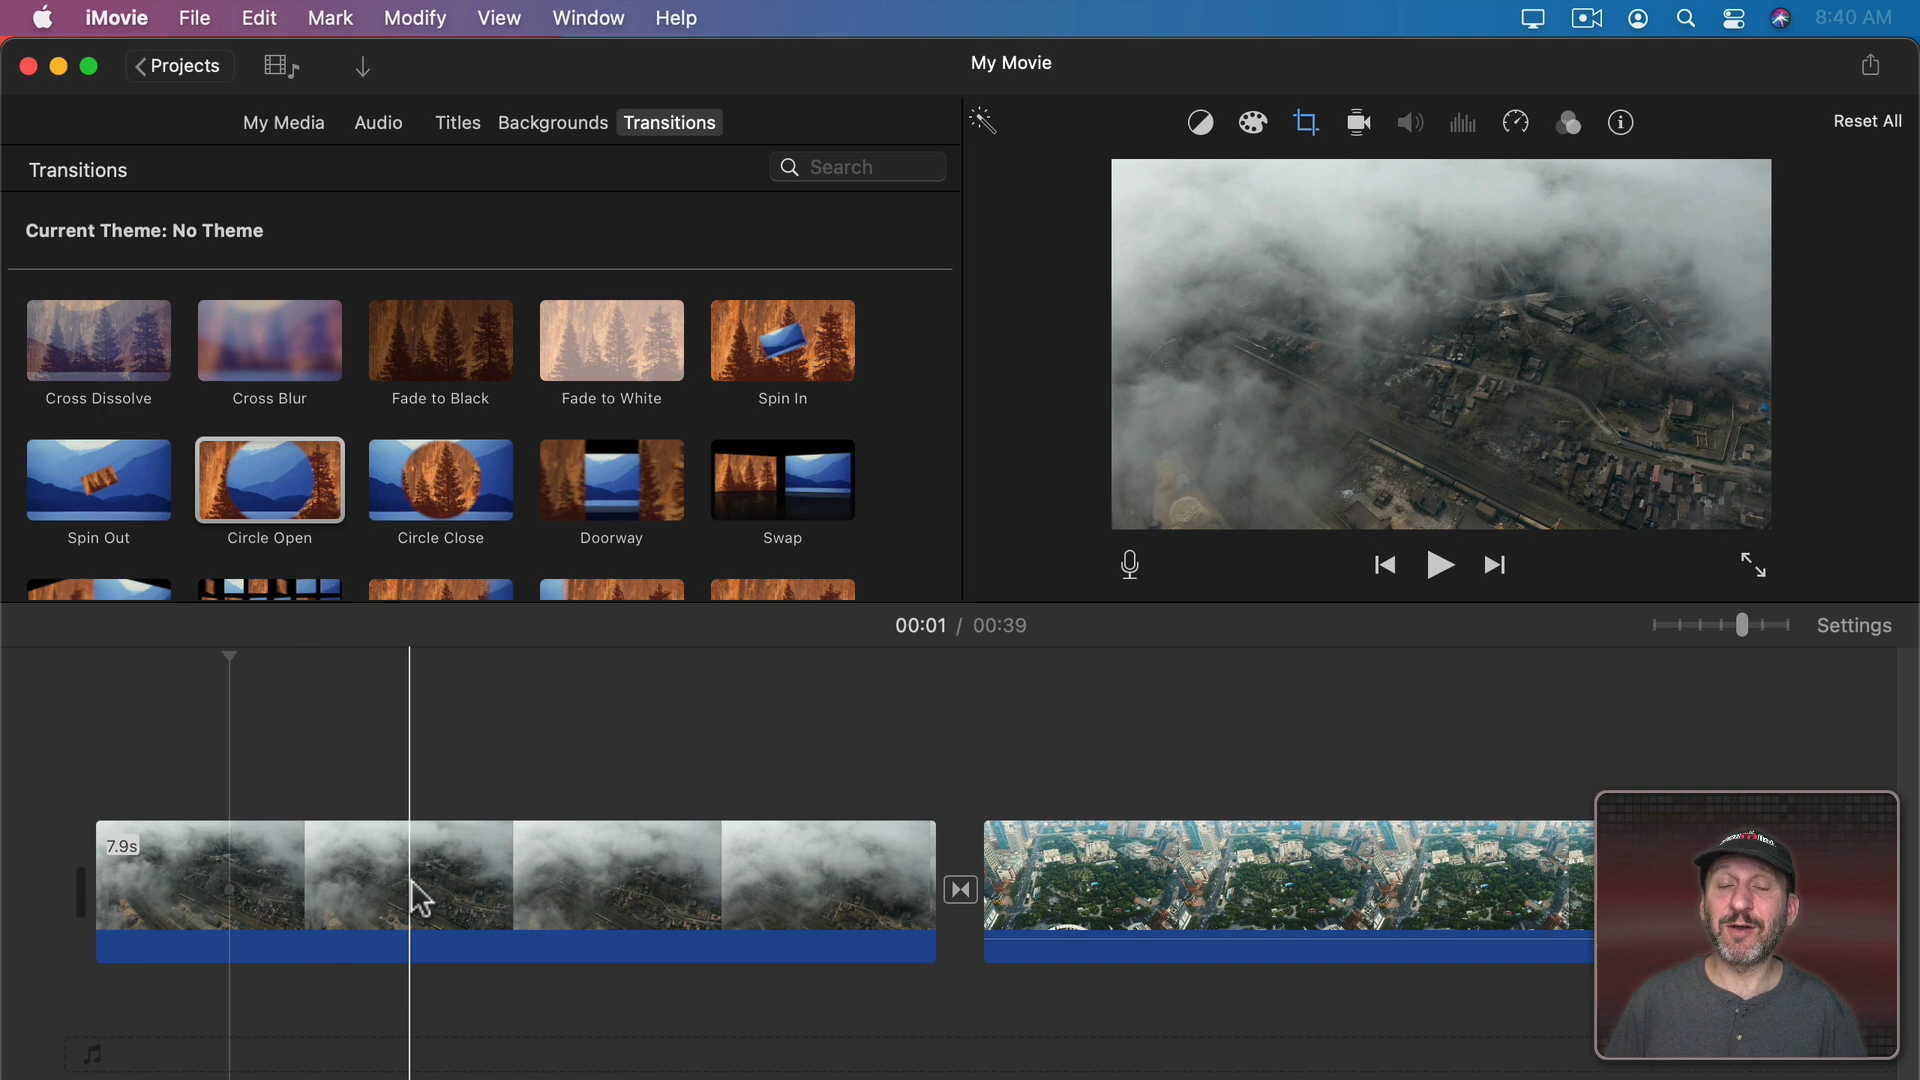 iMovie File Edit Mark Modify View Window Help 8:40 AM
Projects My Movie
My Media Audio Titles Backgrounds Transitions Reset All
Transitions Search
Current Theme: No Theme
Cross Dissolve Cross Blur Fade to Black Fade to White Spin In
Spin Out Circle Open Circle Close Doorway Swap
00:01 / 00:39 Settings
7.9s